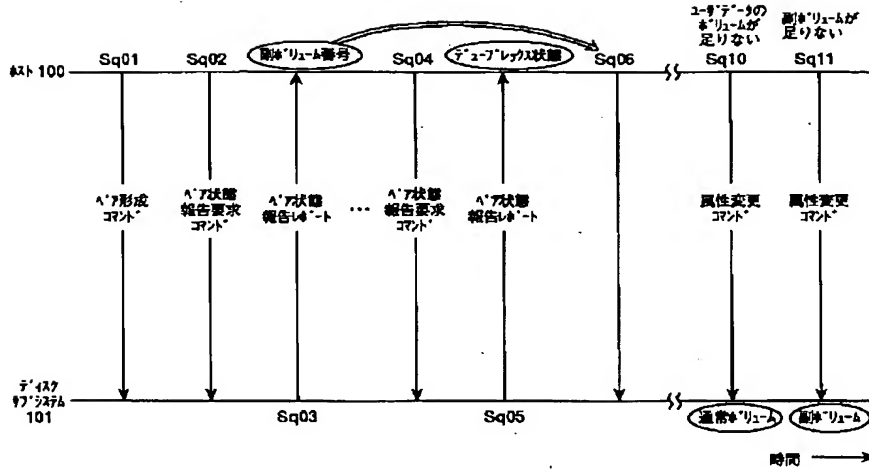 ユーザデータの
ボリュームが
足りない
副ボリュームが
足りない
Sq01
Sq02
副ボリューム番号
Sq04
デュープレックス状態
Sq06
Sq10
Sq11
ホスト 100
ペア形成
コマンド
ペア状態
報告要求
コマンド
ペア状態
報告レポート
…
ペア状態
報告要求
コマンド
ペア状態
報告レポート
属性変更
コマンド
属性変更
コマンド
ディスク
サブシステム
101
Sq03
Sq05
通常ボリューム
副ボリューム
時間